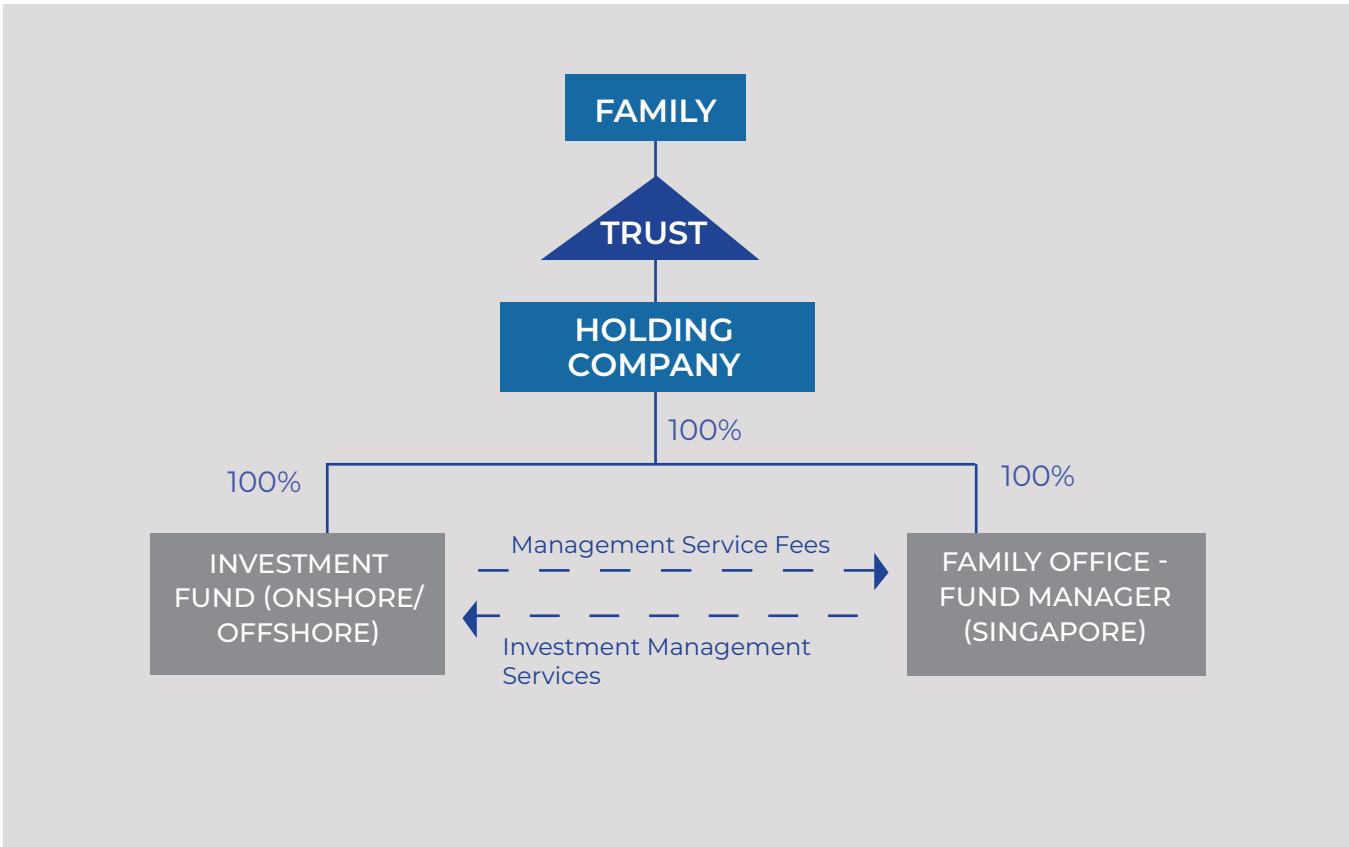 FAMILY
TRUST
HOLDING
COMPANY
100%
100%
100%
INVESTMENT
FUND (ONSHORE/
OFFSHORE)
Management Service Fees
Investment Management
Services
FAMILY OFFICE -
FUND MANAGER
(SINGAPORE)